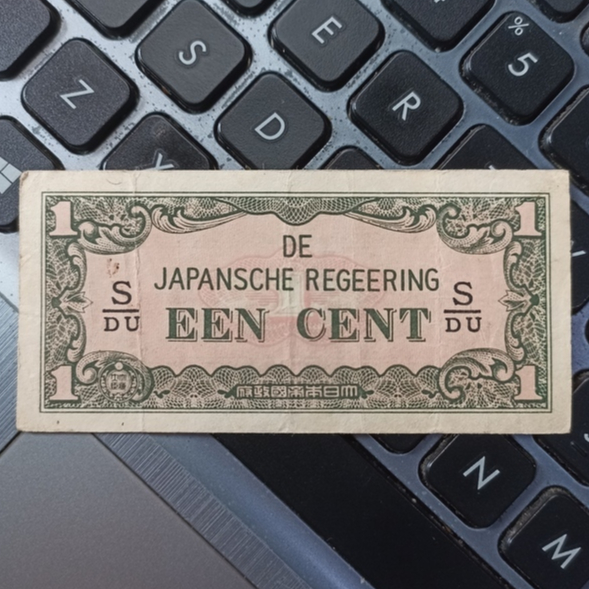 S
E
%
5
Z
D
R
1
1
DE
JAPANSCHE REGEERING
S
DU
EEN CENT
S
DU
1
1
府政國帝本日大
N
M